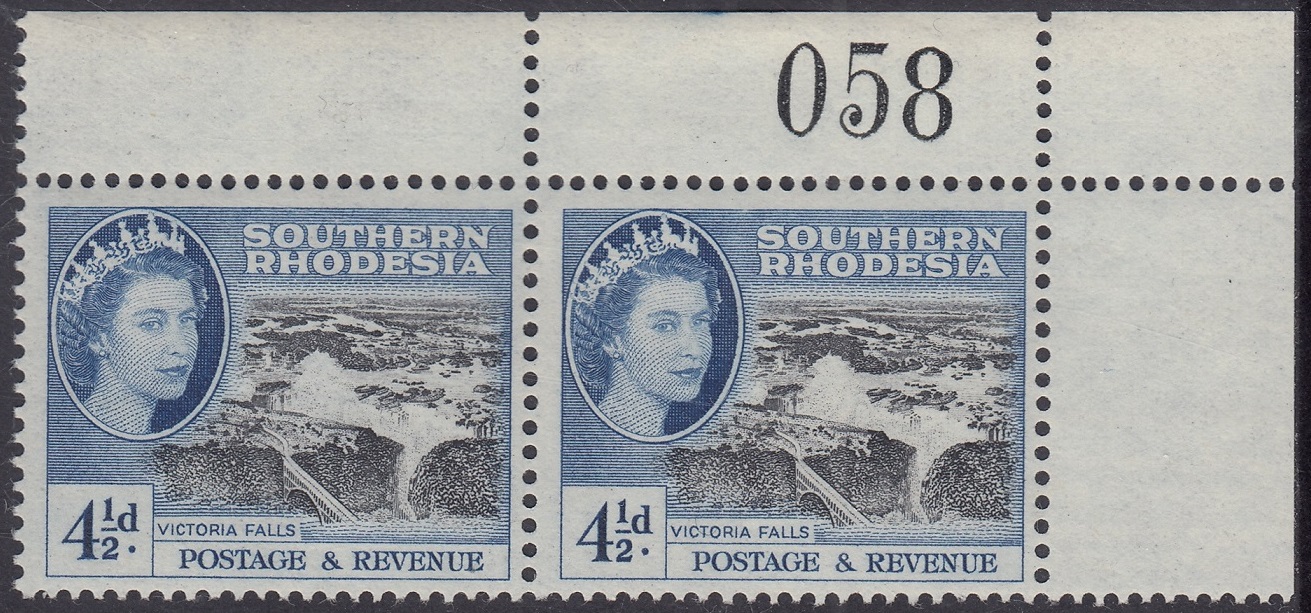 058
SOUTHERN
RHODESIA
4½d.
VICTORIA FALLS
POSTAGE & REVENUE
SOUTHERN
RHODESIA
4½d.
VICTORIA FALLS
POSTAGE & REVENUE